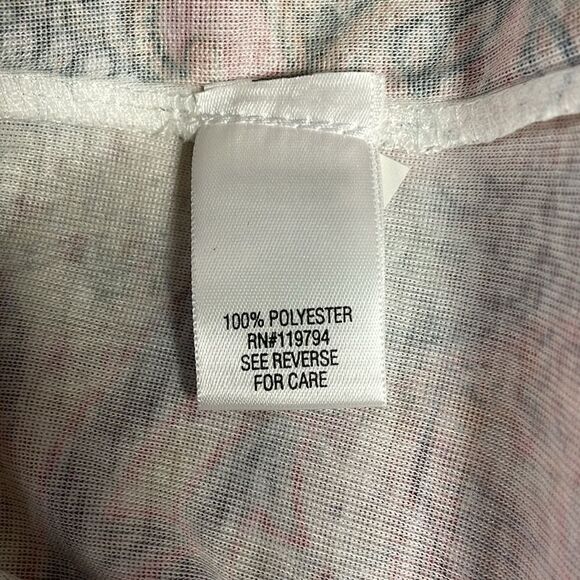 100% POLYESTER
RN#119794
SEE REVERSE
FOR CARE